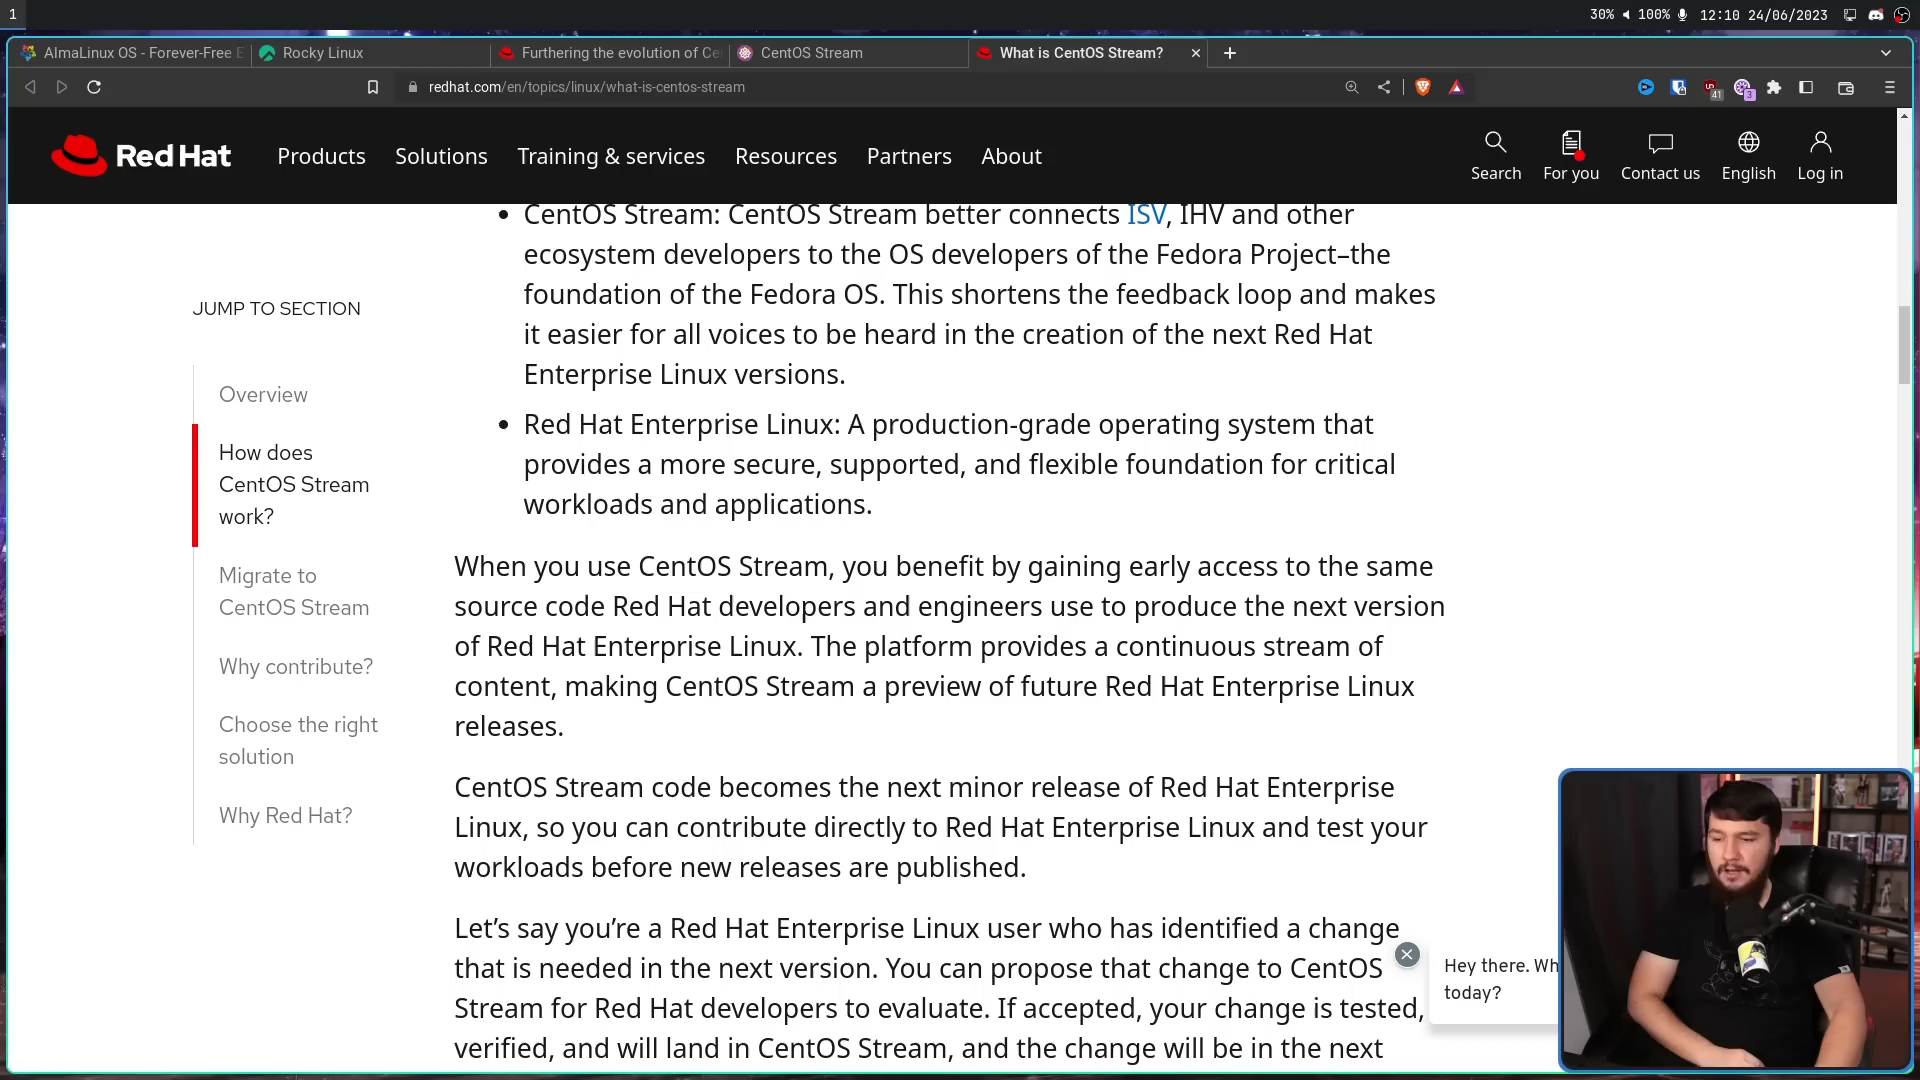 1
30% 100% 12:10 24/06/2023
AlmaLinux OS - Forever-Free E
Rocky Linux
Furthering the evolution of Ce
CentOS Stream
What is CentOS Stream?
redhat.com/en/topics/linux/what-is-centos-stream
41
3
Red Hat
Products
Solutions
Training & services
Resources
Partners
About
Search
For you
Contact us
English
Log in
JUMP TO SECTION
Overview
How does
CentOS Stream
work?
Migrate to
CentOS Stream
Why contribute?
Choose the right
solution
Why Red Hat?
• CentOS Stream: CentOS Stream better connects ISV, IHV and other
ecosystem developers to the OS developers of the Fedora Project–the
foundation of the Fedora OS. This shortens the feedback loop and makes
it easier for all voices to be heard in the creation of the next Red Hat
Enterprise Linux versions.
• Red Hat Enterprise Linux: A production-grade operating system that
provides a more secure, supported, and flexible foundation for critical
workloads and applications.
When you use CentOS Stream, you benefit by gaining early access to the same
source code Red Hat developers and engineers use to produce the next version
of Red Hat Enterprise Linux. The platform provides a continuous stream of
content, making CentOS Stream a preview of future Red Hat Enterprise Linux
releases.
CentOS Stream code becomes the next minor release of Red Hat Enterprise
Linux, so you can contribute directly to Red Hat Enterprise Linux and test your
workloads before new releases are published.
Let’s say you’re a Red Hat Enterprise Linux user who has identified a change
that is needed in the next version. You can propose that change to CentOS
Stream for Red Hat developers to evaluate. If accepted, your change is tested,
verified, and will land in CentOS Stream, and the change will be in the next
Hey there. Wh
today?